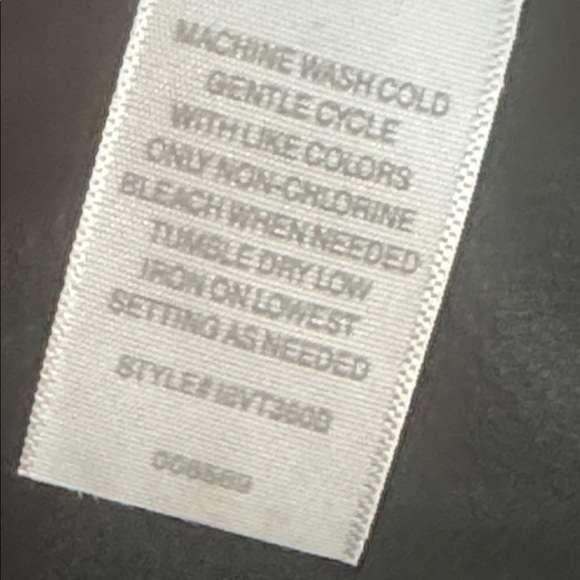 MACHINE WASH COLD
GENTLE CYCLE
WITH LIKE COLORS
ONLY NON-CHLORINE
BLEACH WHEN NEEDED
TUMBLE DRY LOW
IRON ON LOWEST
SETTING AS NEEDED
STYLE#